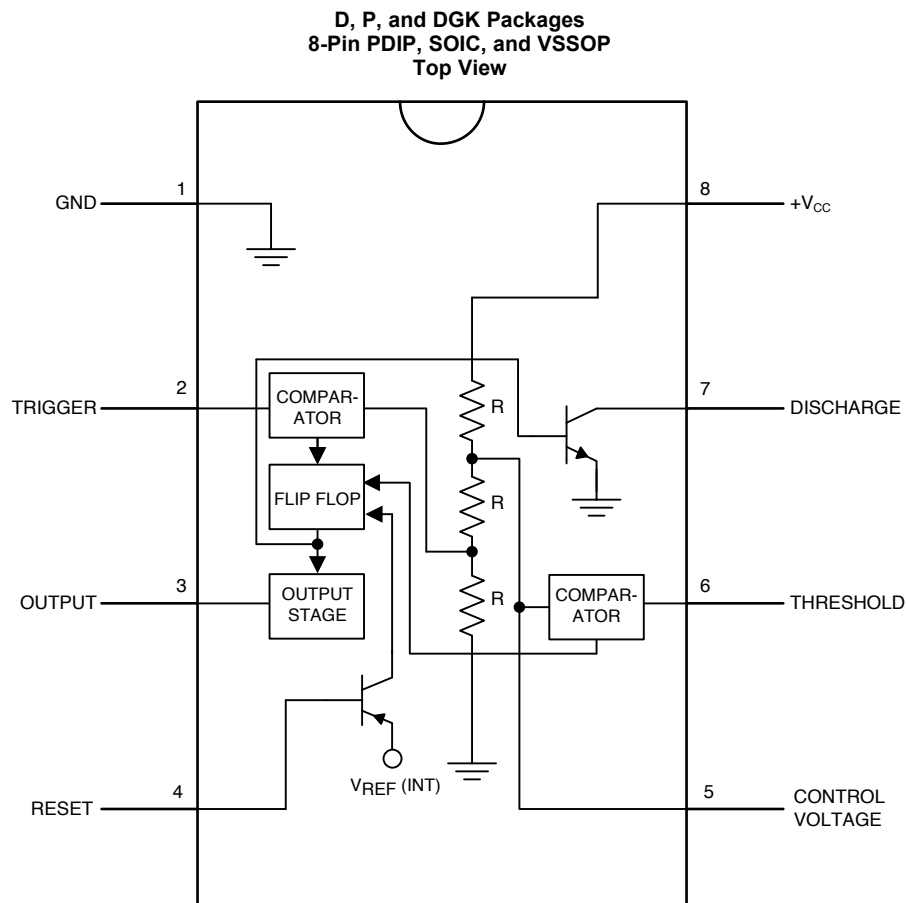 D, P, and DGK Packages
8-Pin PDIP, SOIC, and VSSOP
Top View
1
GND
8
+VCC
2
TRIGGER
COMPAR-
ATOR
R
7
DISCHARGE
FLIP FLOP
R
3
OUTPUT
OUTPUT
STAGE
R
COMPAR-
ATOR
6
THRESHOLD
VREF (INT)
4
RESET
5
CONTROL
VOLTAGE